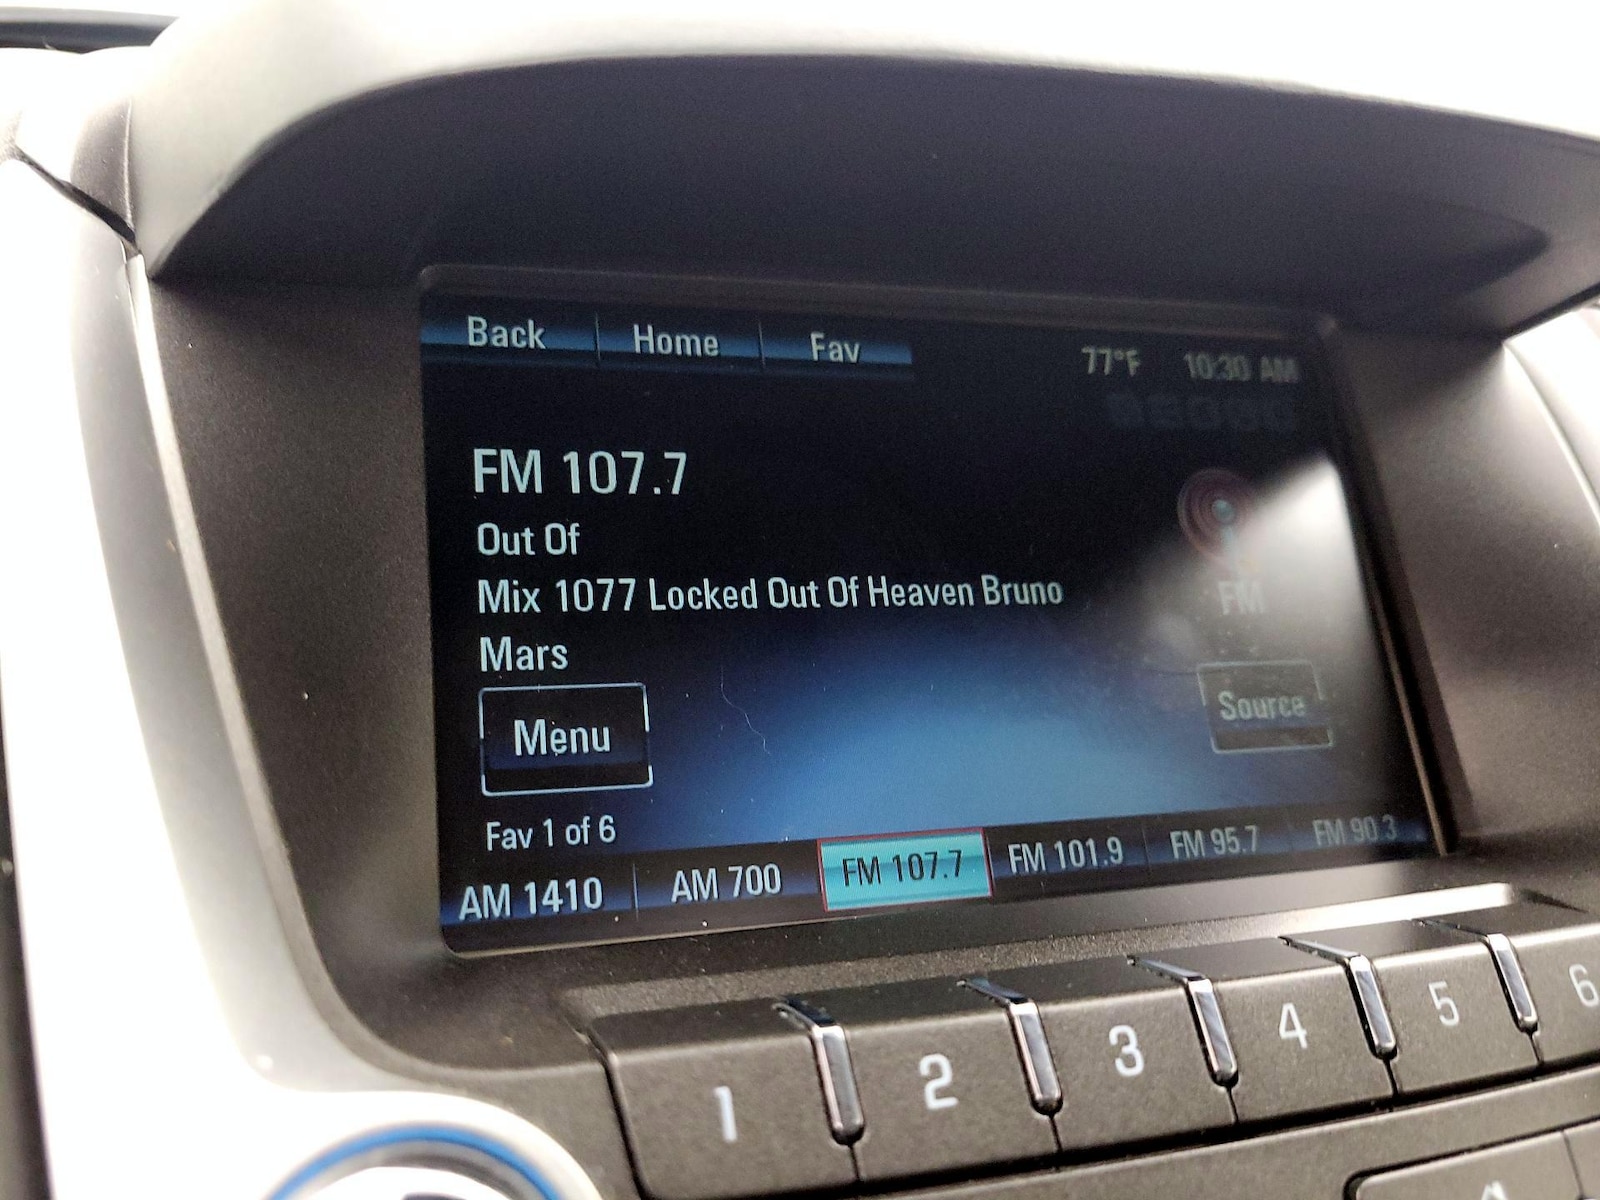 Back Home Fav 77°F 10:30 AM
FM 107.7
Out Of
Mix 1077 Locked Out Of Heaven Bruno
Mars
FM
Menu
Source
Fav 1 of 6
AM 1410 AM 700 FM 107.7 FM 101.9 FM 95.7 FM 90.3
1 2 3 4 5 6